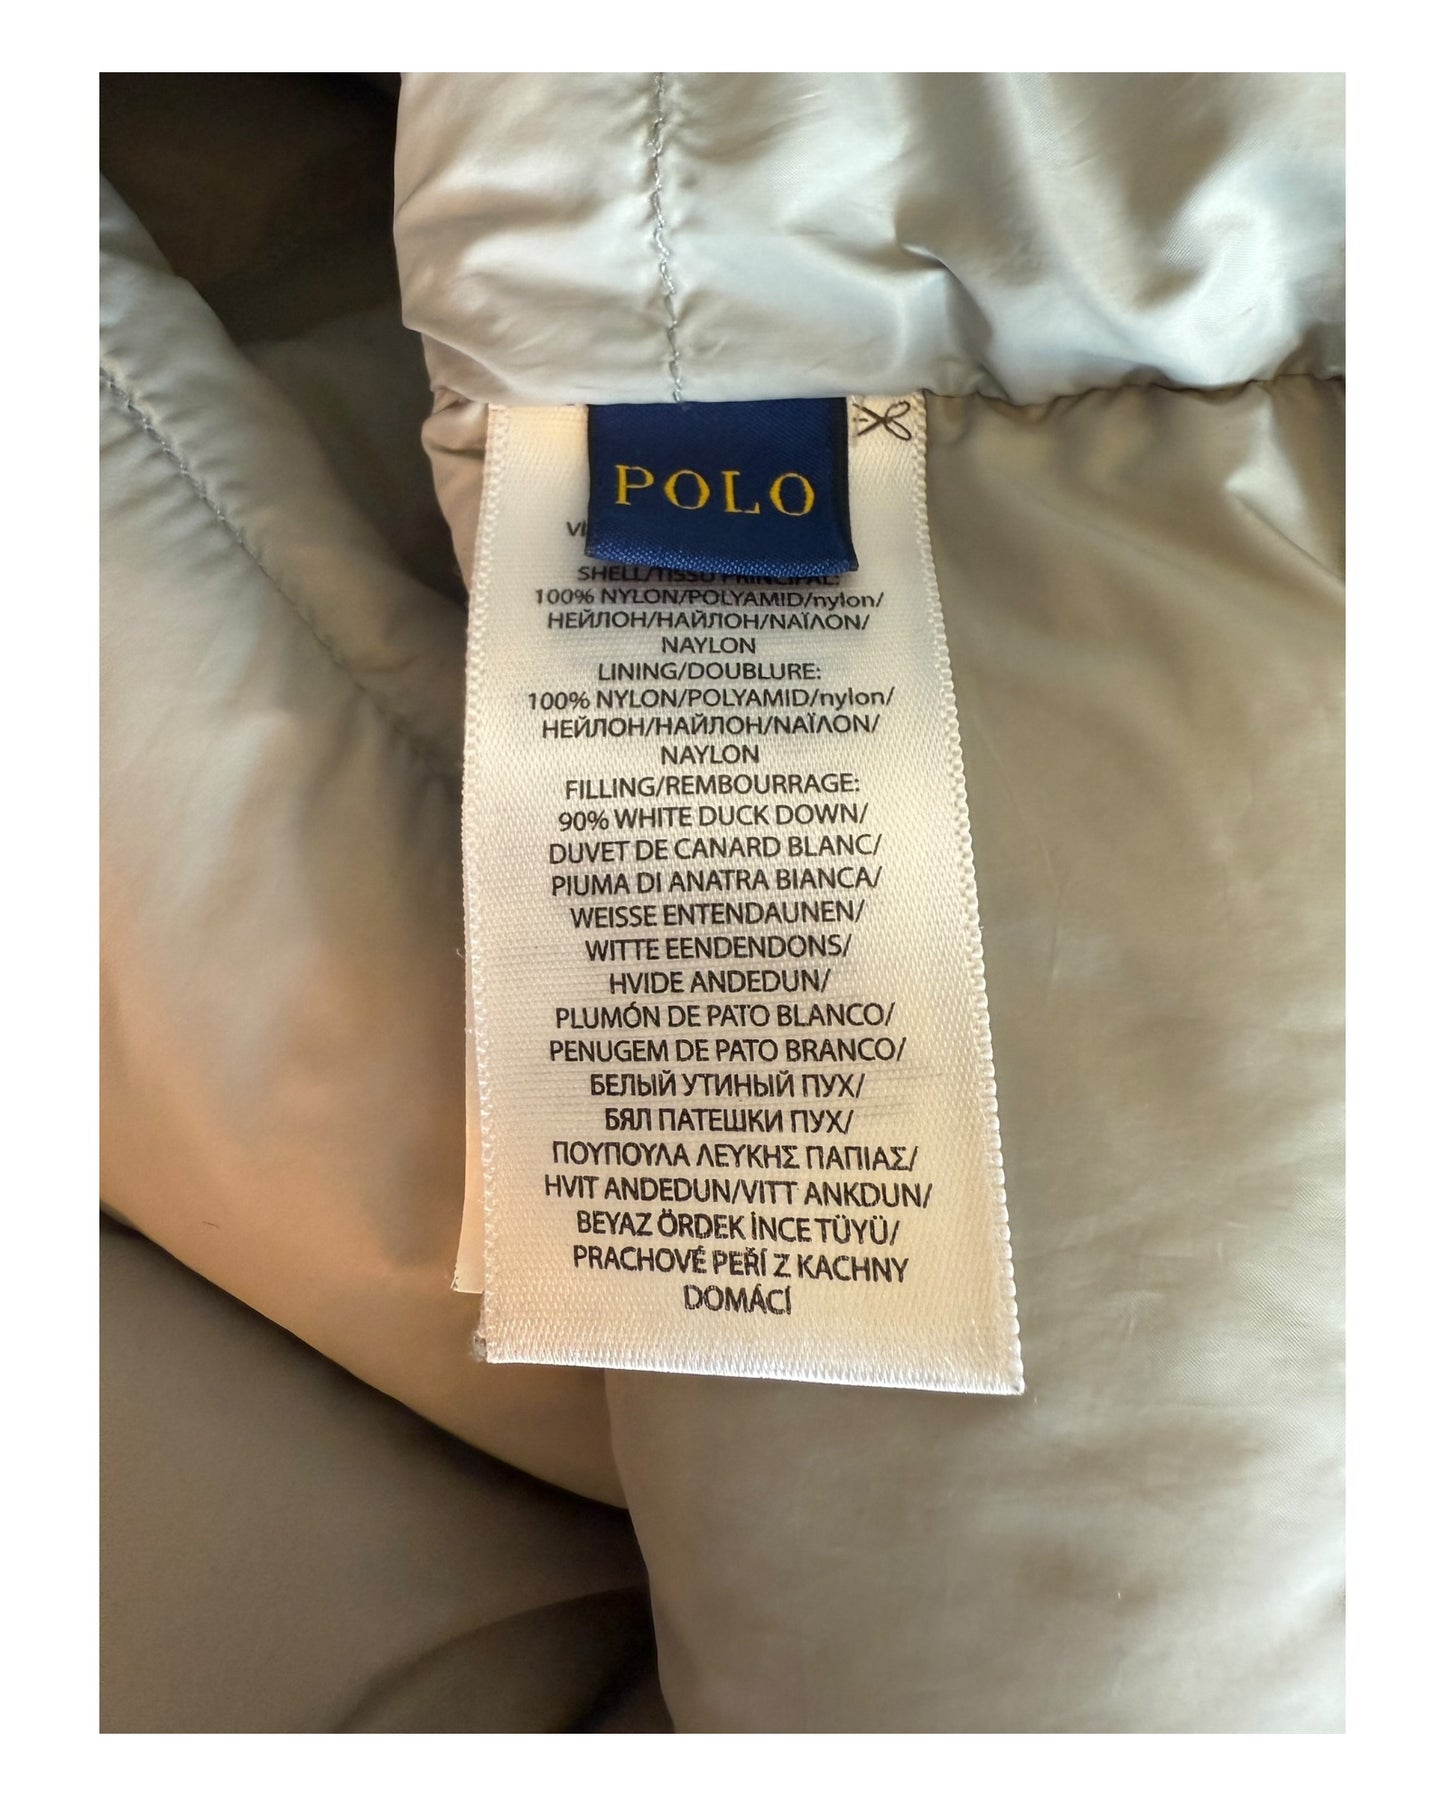 POLO
SHELL/TISSU PRINCIPAL:
100% NYLON/POLYAMID/nylon/
НЕЙЛОН/НАЙЛОН/ΝΑΪΛΟΝ/
NAYLON
LINING/DOUBLURE:
100% NYLON/POLYAMID/nylon/
НЕЙЛОН/НАЙЛОН/ΝΑΪΛΟΝ/
NAYLON
FILLING/REMBOURRAGE:
90% WHITE DUCK DOWN/
DUVET DE CANARD BLANC/
PIUMA DI ANATRA BIANCA/
WEISSE ENTENDAUNEN/
WITTE EENDENDONS/
HVIDE ANDEDUN/
PLUMÓN DE PATO BLANCO/
PENUGEM DE PATO BRANCO/
БЕЛЫЙ УТИНЫЙ ПУХ/
БЯЛ ПАТЕШКИ ПУХ/
ΠΟΥΠΟΥΛΑ ΛΕΥΚΗΣ ΠΑΠΙΑΣ/
HVIT ANDEDUN/VITT ANKDUN/
BEYAZ ÖRDEK İNCE TÜYÜ/
PRACHOVÉ PEŘÍ Z KACHNY
DOMÁCÍ